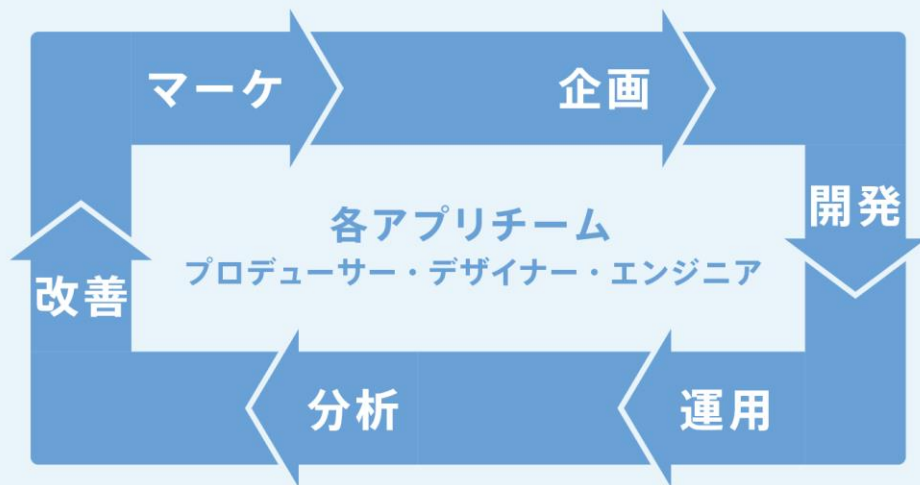 マーケ
企画
開発
各アプリチーム
プロデューサー・デザイナー・エンジニア
改善
分析
運用